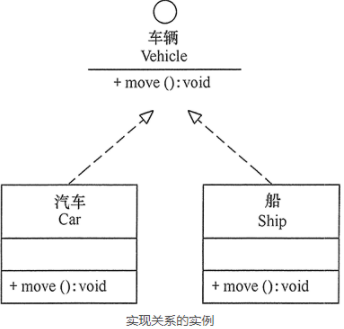 车辆
Vehicle
+ move ():void
汽车
Car
+ move ():void
船
Ship
+ move ():void
实现关系的实例